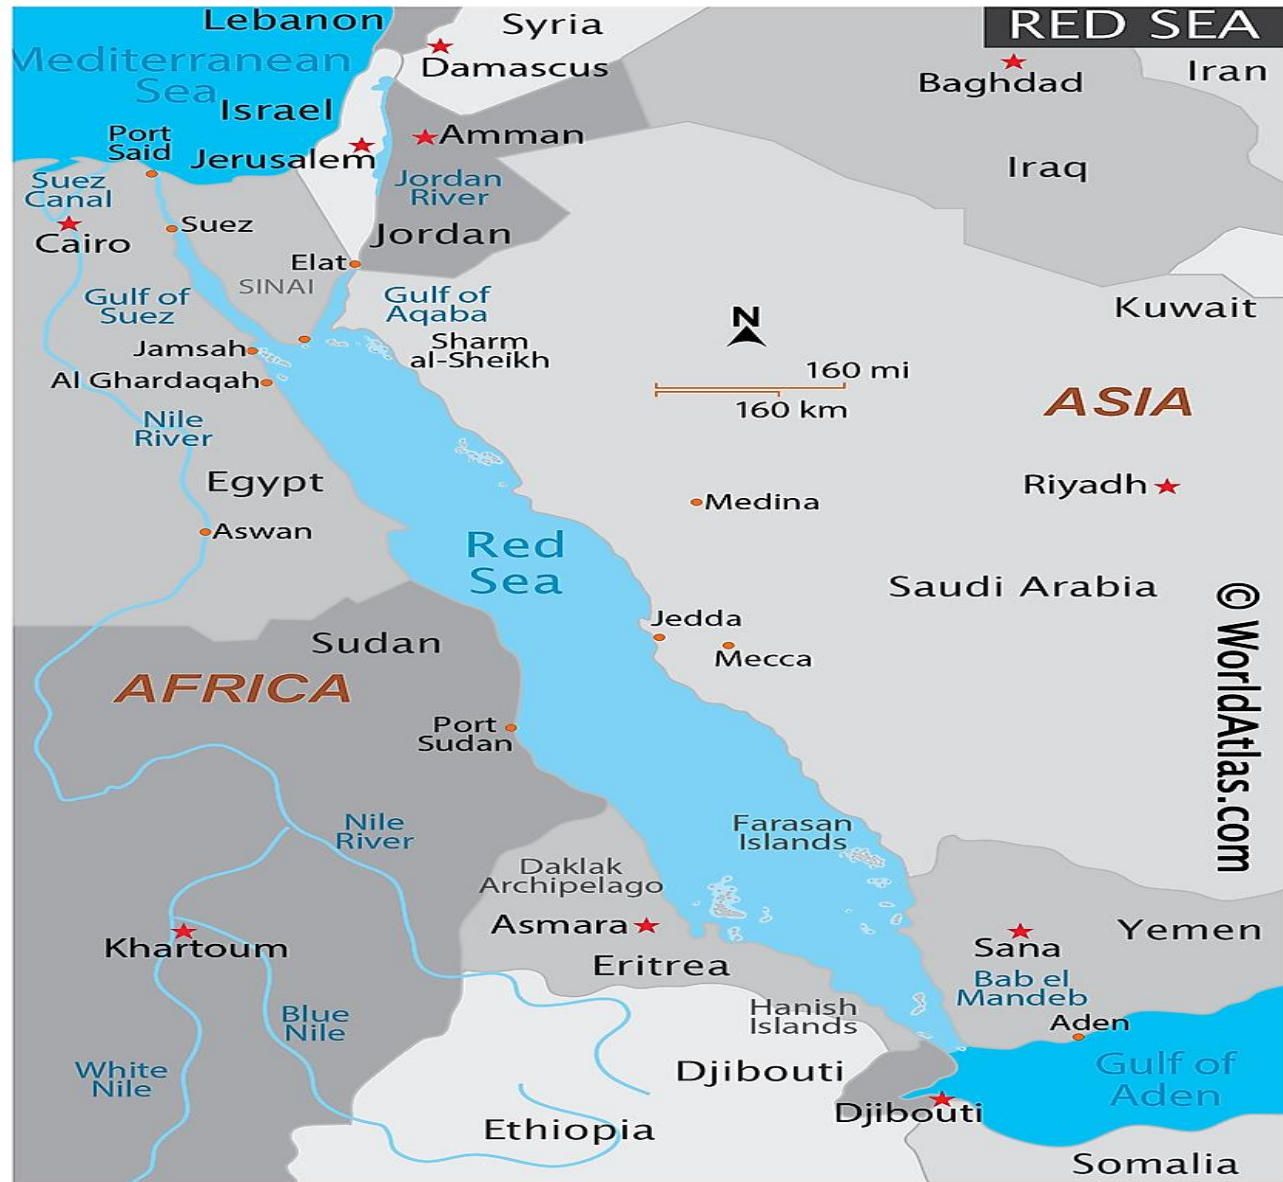 Lebanon
Syria
RED SEA
Mediterranean
Sea
Damascus
Baghdad
Iran
Israel
Port
Said
Amman
Jerusalem
Iraq
Suez
Canal
Jordan
River
Cairo
Suez
Jordan
Elat
SINAI
Gulf of
Suez
Gulf of
Aqaba
Kuwait
N
Sharm
al-Sheikh
Jamsah
Al Ghardaqah
160 mi
160 km
ASIA
Nile
River
Egypt
Medina
Riyadh
Aswan
Red
Sea
Saudi Arabia
© WorldAtlas.com
Jedda
Mecca
Sudan
AFRICA
Port
Sudan
Nile
River
Farasan
Islands
Daklak
Archipelago
Asmara
Khartoum
Eritrea
Sana
Yemen
Bab el
Mandeb
Hanish
Islands
Aden
Blue
Nile
White
Nile
Djibouti
Gulf of
Aden
Djibouti
Ethiopia
Somalia